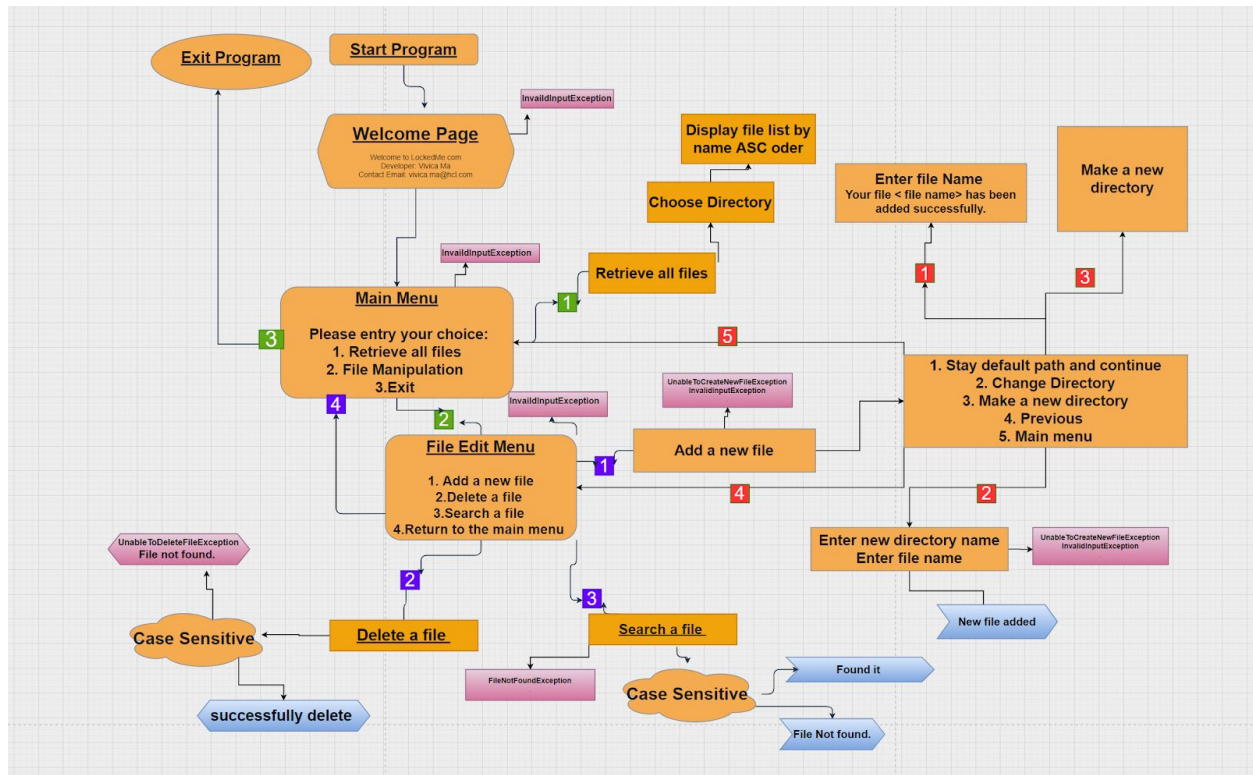 Exit Program
Start Program
InvaildInputException
Welcome Page
Welcome to LockedMe.com
Developer: Vivica Ma
Contact Email: vivica.ma@hcl.com
Display file list by
name ASC oder
Choose Directory
Retrieve all files
Enter file Name
Your file < file name> has been
added successfully.
Make a new
directory
InvaildInputException
1
1
3
Main Menu
Please entry your choice:
1. Retrieve all files
2. File Manipulation
3.Exit
3
5
1. Stay default path and continue
2. Change Directory
3. Make a new directory
4. Previous
5. Main menu
4
2
InvaildInputException
UnableToCreateNewFileException
InvalidInputException
File Edit Menu
1. Add a new file
2.Delete a file
3.Search a file
4.Return to the main menu
1
Add a new file
4
2
Enter new directory name
Enter file name
UnableToCreateNewFileException
InvalidInputException
New file added
UnableToDeleteFileException
File not found.
2
3
Case Sensitive
Delete a file
Search a file
FileNotFoundException
Case Sensitive
Found it
File Not found.
successfully delete